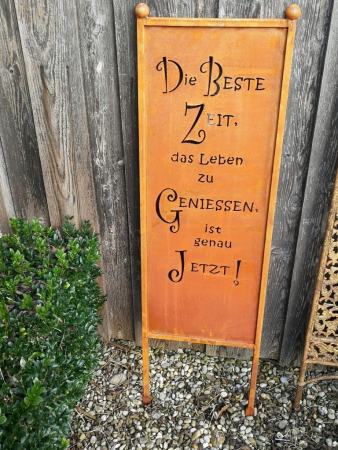 Die BESTE
ZEIT,
das Leben
zu
GENIESSEN,
ist
genau
JETZT!